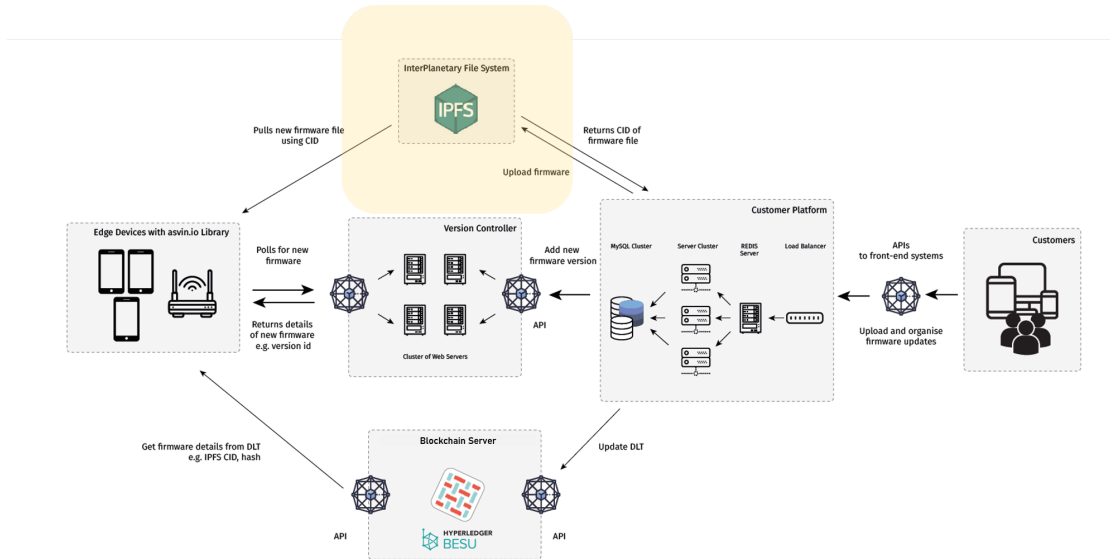 InterPlanetary File System
IPFS
Pulls new firmware file
using CID
Returns CID of
firmware file
Upload firmware
Edge Devices with asvin.io Library
Polls for new
firmware
Returns details
of new firmware
e.g. version id
Version Controller
API
Cluster of Web Servers
Add new
firmware version
Customer Platform
MySQL Cluster
Server Cluster
REDIS
Server
Load Balancer
APIs
to front-end systems
Upload and organise
firmware updates
Customers
Get firmware details from DLT
e.g. IPFS CID, hash
Update DLT
Blockchain Server
API
HYPERLEDGER
BESU
API